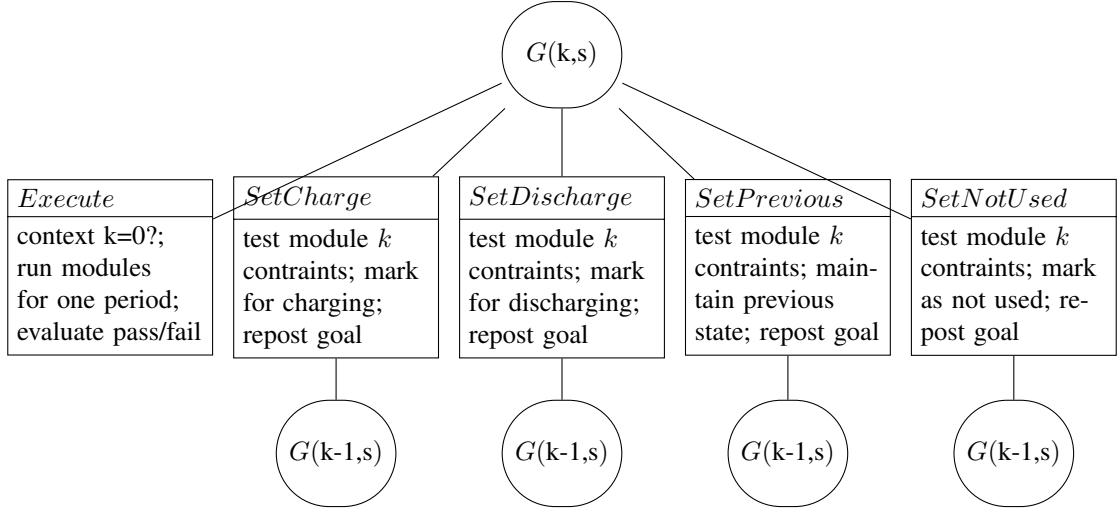 G(k,s)
Execute
context k=0?;
run modules
for one period;
evaluate pass/fail
SetCharge
test module k
contraints; mark
for charging;
repost goal
SetDischarge
test module k
contraints; mark
for discharging;
repost goal
SetPrevious
test module k
contraints; main-
tain previous
state; repost goal
SetNotUsed
test module k
contraints; mark
as not used; re-
post goal
G(k-1,s)
G(k-1,s)
G(k-1,s)
G(k-1,s)